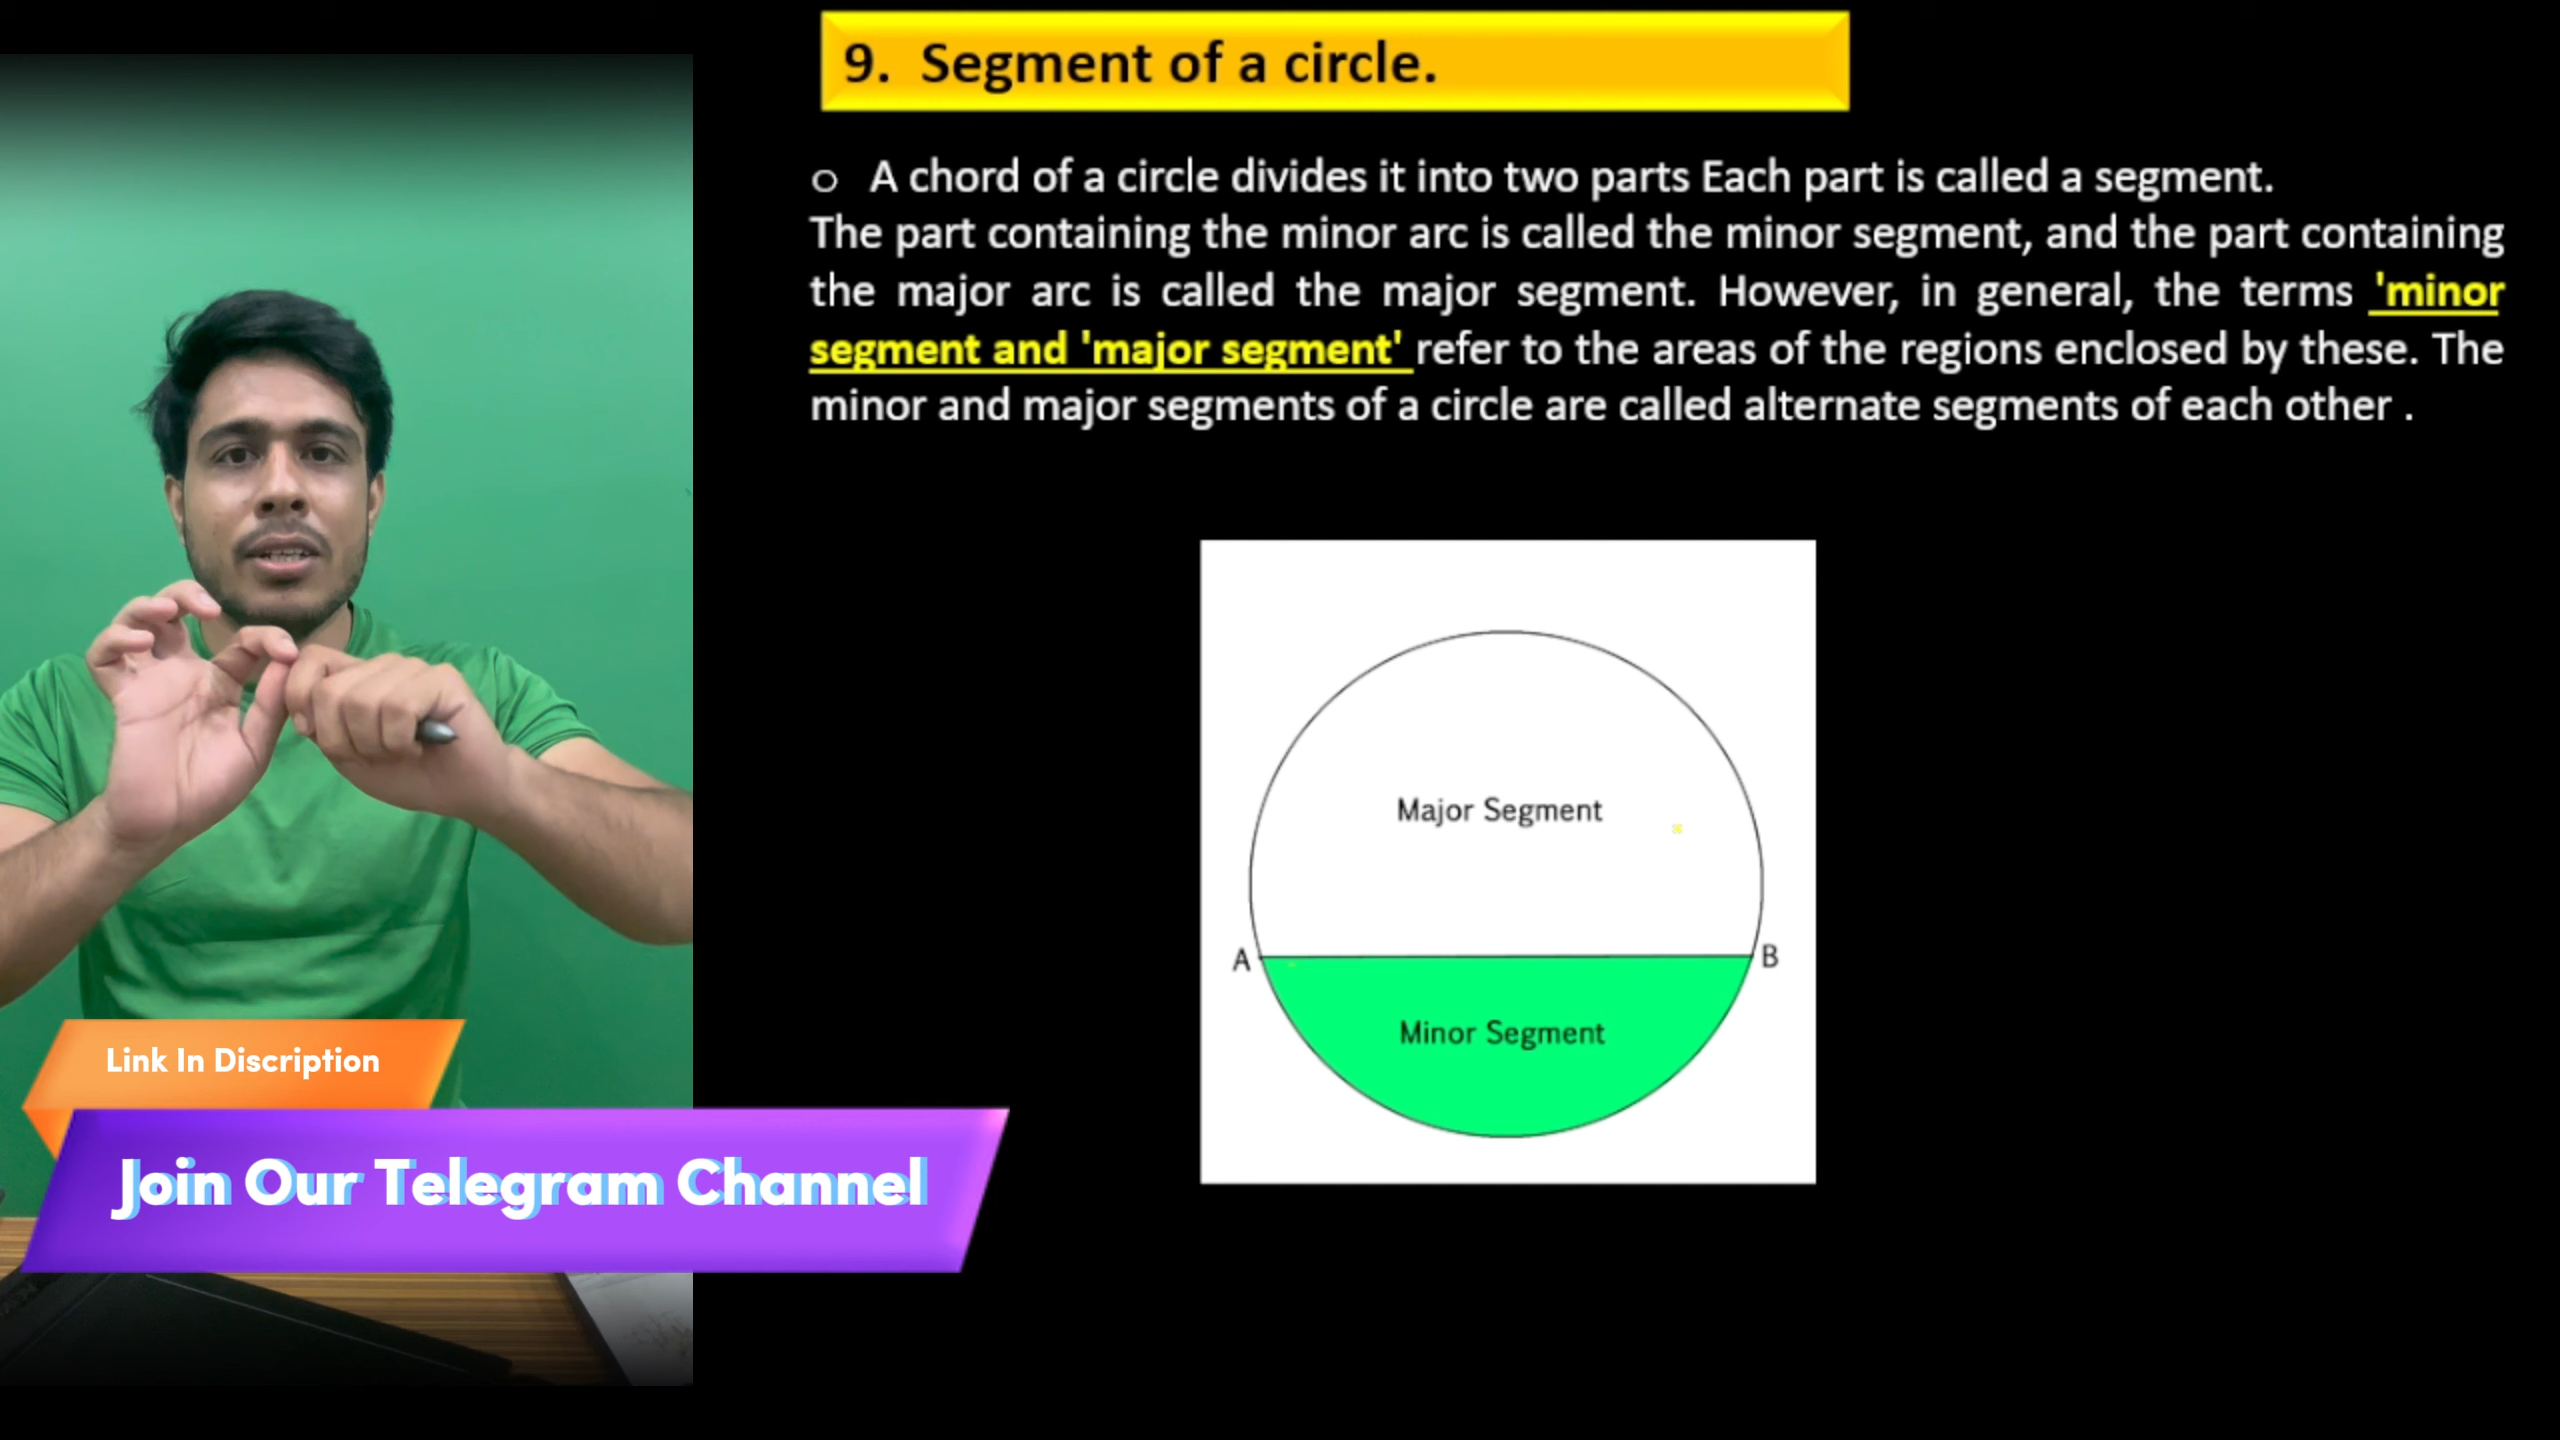 9. Segment of a circle.
o A chord of a circle divides it into two parts Each part is called a segment.
The part containing the minor arc is called the minor segment, and the part containing
the major arc is called the major segment. However, in general, the terms 'minor
segment and 'major segment' refer to the areas of the regions enclosed by these. The
minor and major segments of a circle are called alternate segments of each other .
Major Segment
A
B
Minor Segment
Link In Discription
Join Our Telegram Channel